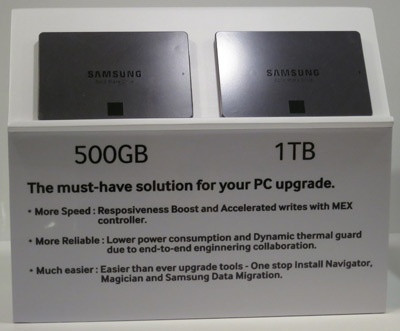 SAMSUNG
SAMSUNG
500GB
1TB
The must-have solution for your PC upgrade.
• More Speed : Resposiveness Boost and Accelerated writes with MEX
controller.
• More Reliable : Lower power consumption and Dynamic thermal guard
due to end-to-end enginnering collaboration.
• Much easier : Easier than ever upgrade tools - One stop Install Navigator,
Magician and Samsung Data Migration.